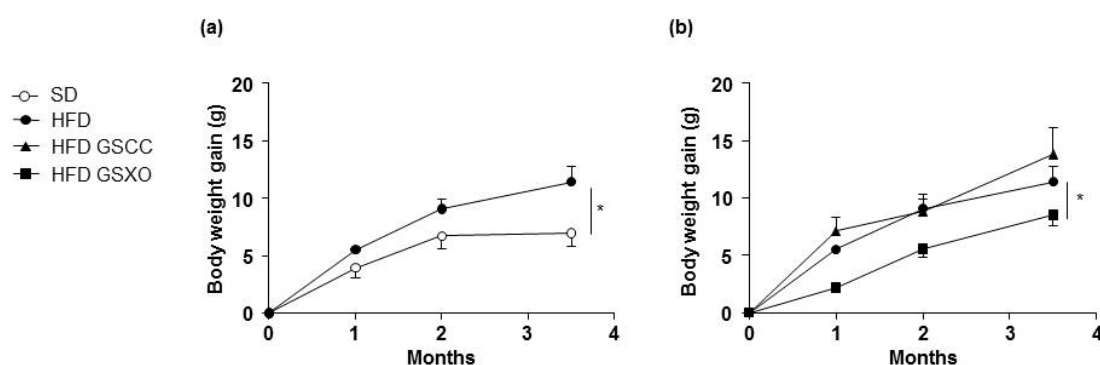 (a)
(b)
SD
HFD
HFD GSCC
HFD GSXO
Body weight gain (g)
20
15
10
5
0
*
0 1 2 3 4
Months
Body weight gain (g)
20
15
10
5
0
*
0 1 2 3 4
Months